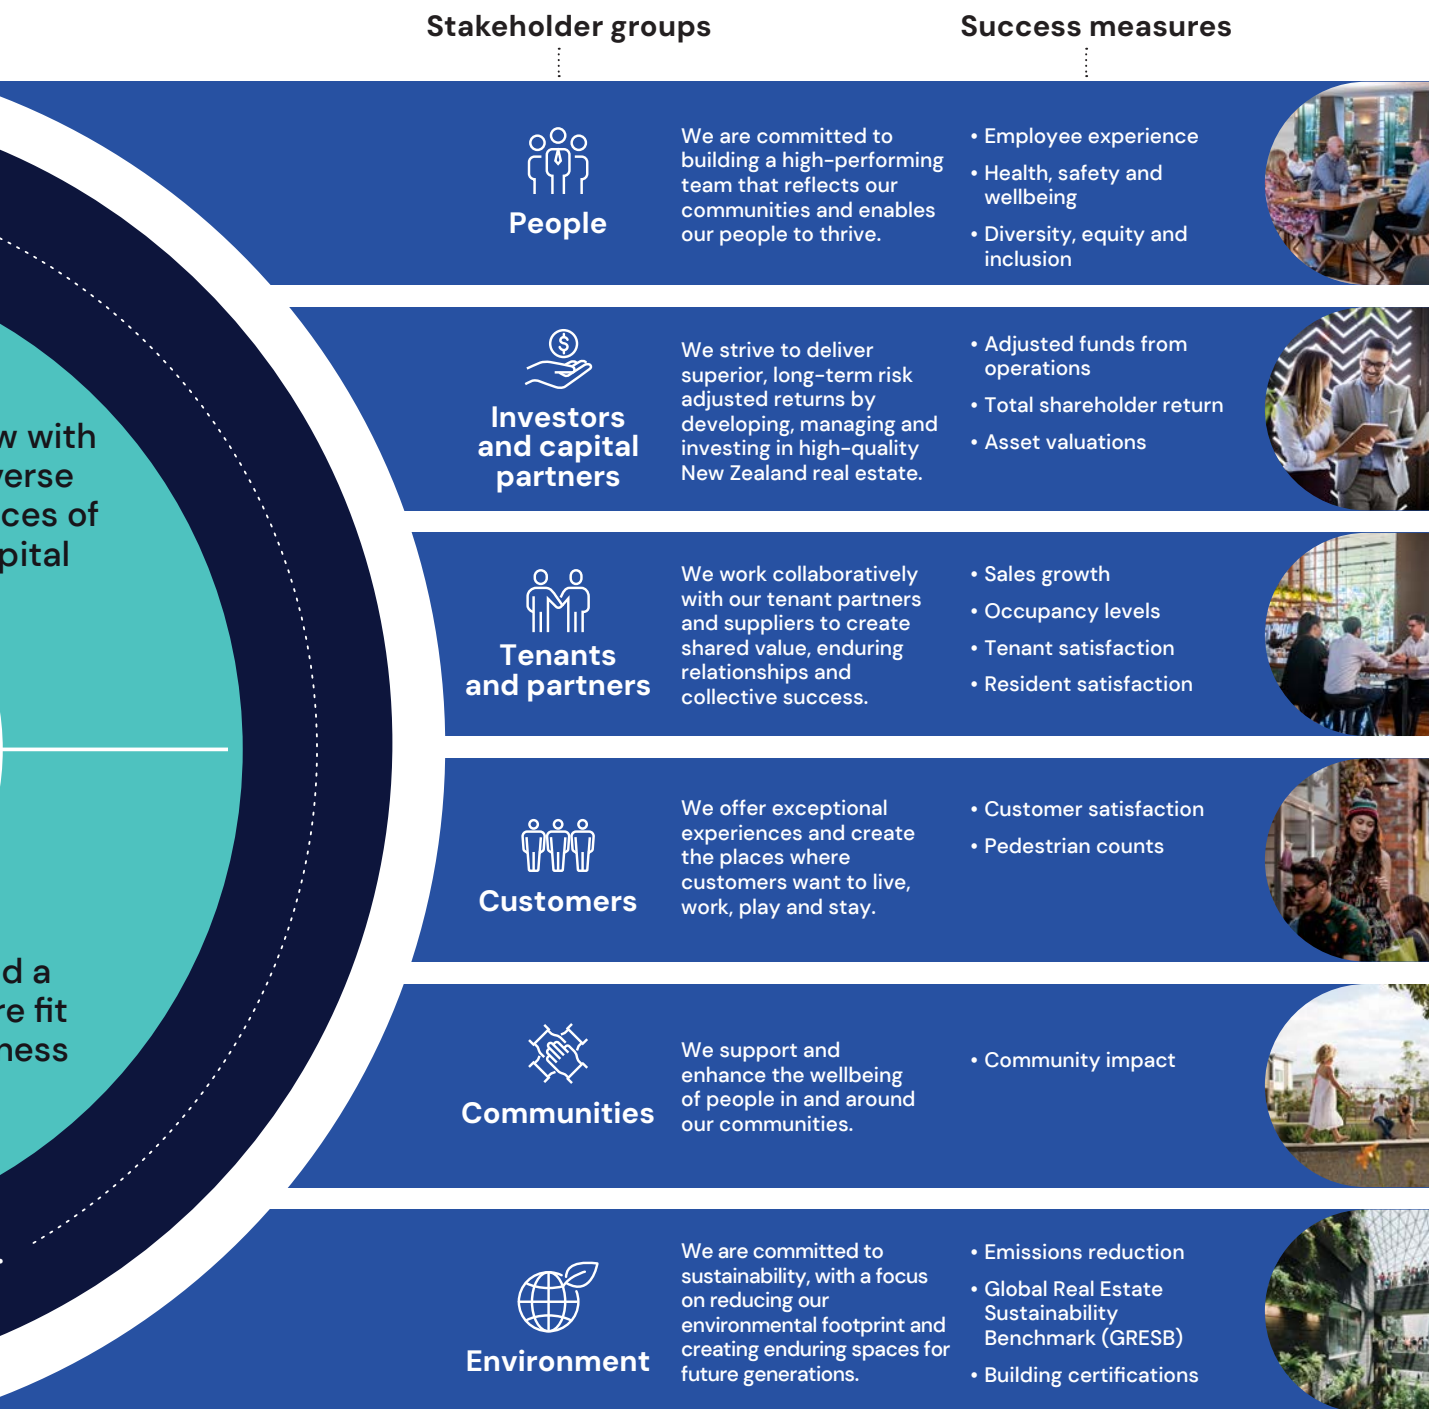 Stakeholder groups
Success measures
w with
verse
ces of
pital
d a
re fit
ness
People
We are committed to
building a high-performing
team that reflects our
communities and enables
our people to thrive.
• Employee experience
• Health, safety and
wellbeing
• Diversity, equity and
inclusion
Investors
and capital
partners
We strive to deliver
superior, long-term risk
adjusted returns by
developing, managing and
investing in high-quality
New Zealand real estate.
• Adjusted funds from
operations
• Total shareholder return
• Asset valuations
Tenants
and partners
We work collaboratively
with our tenant partners
and suppliers to create
shared value, enduring
relationships and
collective success.
• Sales growth
• Occupancy levels
• Tenant satisfaction
• Resident satisfaction
Customers
We offer exceptional
experiences and create
the places where
customers want to live,
work, play and stay.
• Customer satisfaction
• Pedestrian counts
Communities
We support and
enhance the wellbeing
of people in and around
our communities.
• Community impact
Environment
We are committed to
sustainability, with a focus
on reducing our
environmental footprint and
creating enduring spaces for
future generations.
• Emissions reduction
• Global Real Estate
Sustainability
Benchmark (GRESB)
• Building certifications